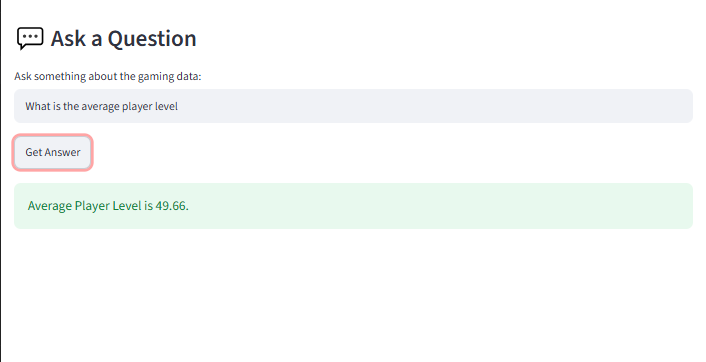 Ask a Question
Ask something about the gaming data:
What is the average player level
Get Answer
Average Player Level is 49.66.